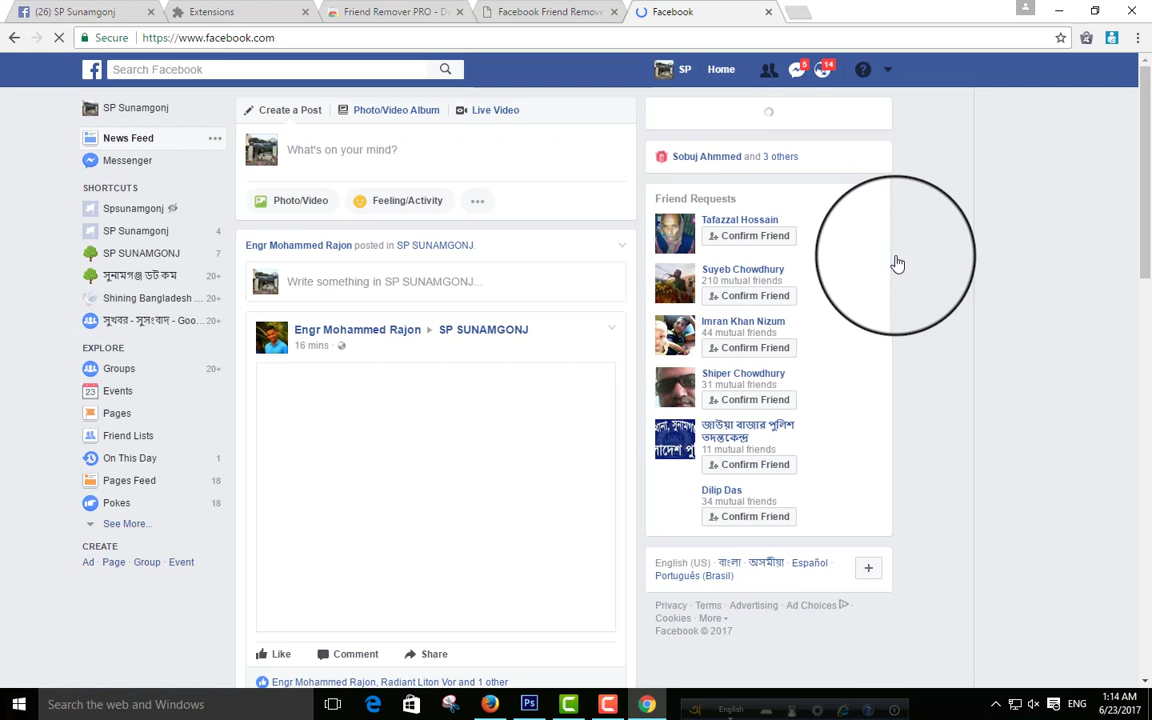 (26) SP Sunamgonj
Extensions
Friend Remover PRO - De
Facebook Friend Remove
Facebook
Secure https://www.facebook.com
Search Facebook
SP Home 5 14
SP Sunamgonj
News Feed
Messenger
SHORTCUTS
Spsunamgonj
SP Sunamgonj 4
SP SUNAMGONJ 7
সুনামগঞ্জ ডট কম 20+
Shining Bangladesh ... 20+
সুখবর - সুসংবাদ - Goo... 20+
EXPLORE
Groups 20+
23 Events
Pages
Friend Lists
On This Day 1
Pages Feed 18
Pokes 18
See More...
CREATE
Ad · Page · Group · Event
Create a Post Photo/Video Album Live Video
What's on your mind?
Photo/Video Feeling/Activity
Engr Mohammed Rajon posted in SP SUNAMGONJ.
Write something in SP SUNAMGONJ...
Engr Mohammed Rajon SP SUNAMGONJ
16 mins ·
Like Comment Share
Engr Mohammed Rajon, Radiant Liton Vor and 1 other
Sobuj Ahmmed and 3 others
Friend Requests
Tafazzal Hossain
Confirm Friend
Suyeb Chowdhury
210 mutual friends
Confirm Friend
Imran Khan Nizum
44 mutual friends
Confirm Friend
Shiper Chowdhury
31 mutual friends
Confirm Friend
জাউয়া বাজার পুলিশ
তদন্তকেন্দ্র
11 mutual friends
Confirm Friend
Dilip Das
34 mutual friends
Confirm Friend
English (US) · বাংলা · অসমীয়া · Español ·
Português (Brasil)
Privacy · Terms · Advertising · Ad Choices ·
Cookies · More
Facebook © 2017
Search the web and Windows
English
ENG
1:14 AM
6/23/2017